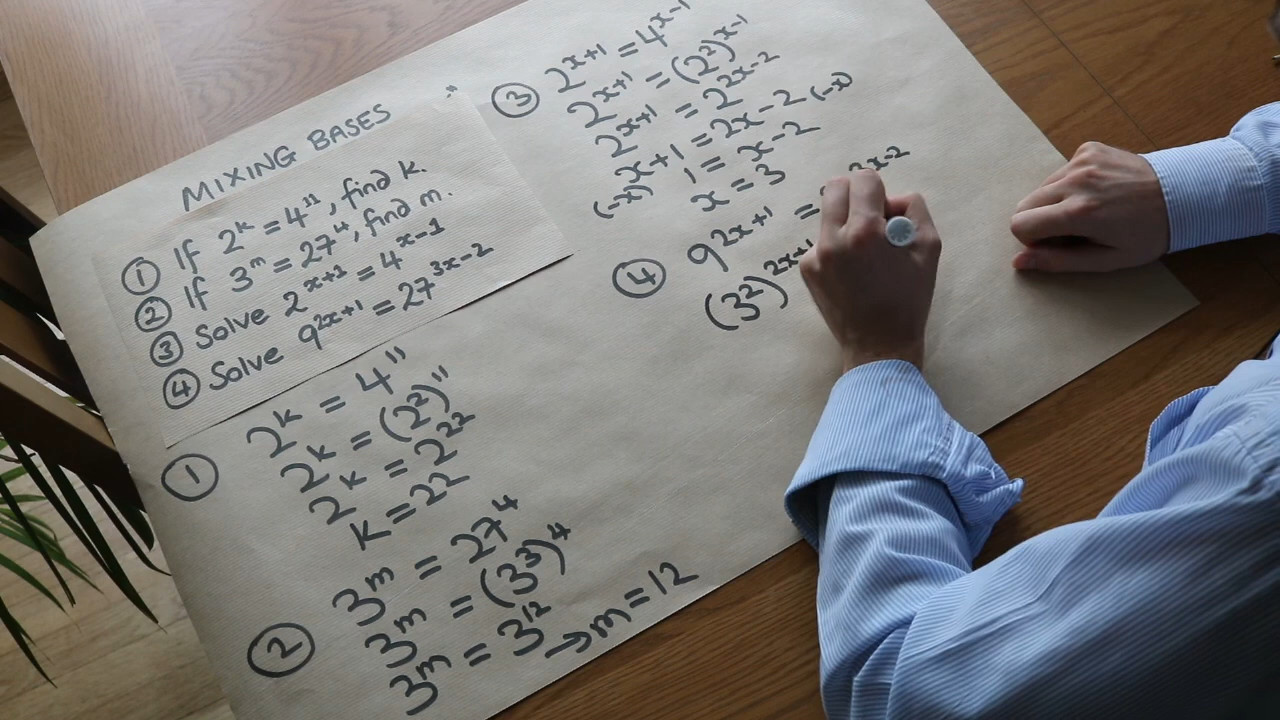 MIXING BASES
① If 2^k = 4^11, find k.
② If 3^m = 27^4, find m.
③ Solve 2^x+1 = 4^x-1
④ Solve 9^2x+1 = 27^3x-2
① 2^k = 4^11
2^k = (2^2)^11
2^k = 2^22
k = 22
② 3^m = 27^4
3^m = (3^3)^4
3^m = 3^12
→ m = 12
③ 2^x+1 = 4^x-1
2^x+1 = (2^2)^x-1
2^x+1 = 2^2x-2
(-x) x+1 = 2x-2 (-x)
1 = x-2
x = 3
④ 9^2x+1 =
(3^2)^2x+1